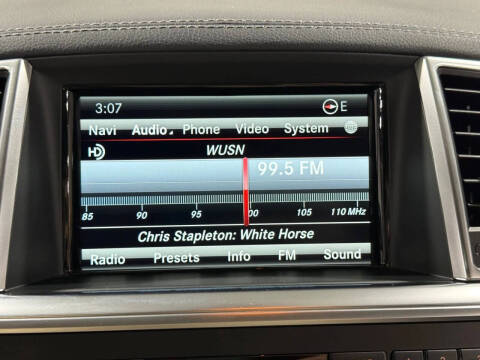 3:07 E
Navi Audio Phone Video System
HD WUSN
99.5 FM
85 90 95 00 105 110 MHz
Chris Stapleton: White Horse
Radio Presets Info FM Sound